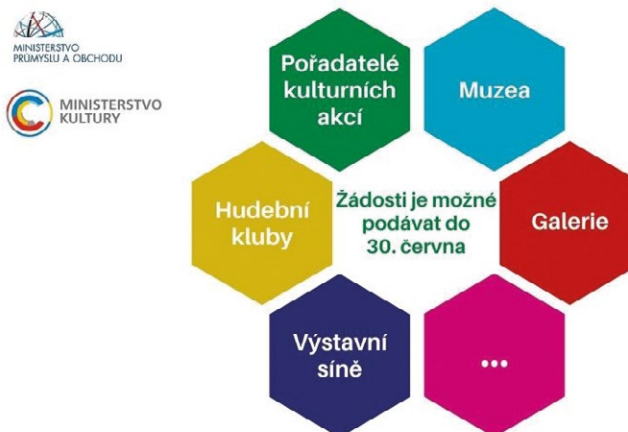 MINISTERSTVO
PRŮMYSLU A OBCHODU
MINISTERSTVO
KULTURY
Pořadatelé
kulturních
akcí
Muzea
Hudební
kluby
Žádosti je možné
podávat do
30. června
Galerie
Výstavní
síně
...